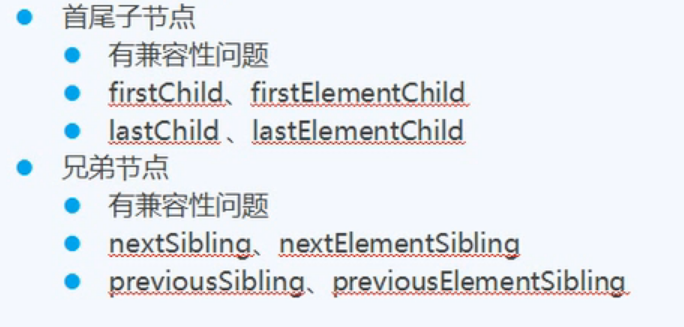 首尾子节点
有兼容性问题
firstChild、firstElementChild
lastChild 、lastElementChild
兄弟节点
有兼容性问题
nextSibling、nextElementSibling
previousSibling、previousElementSibling